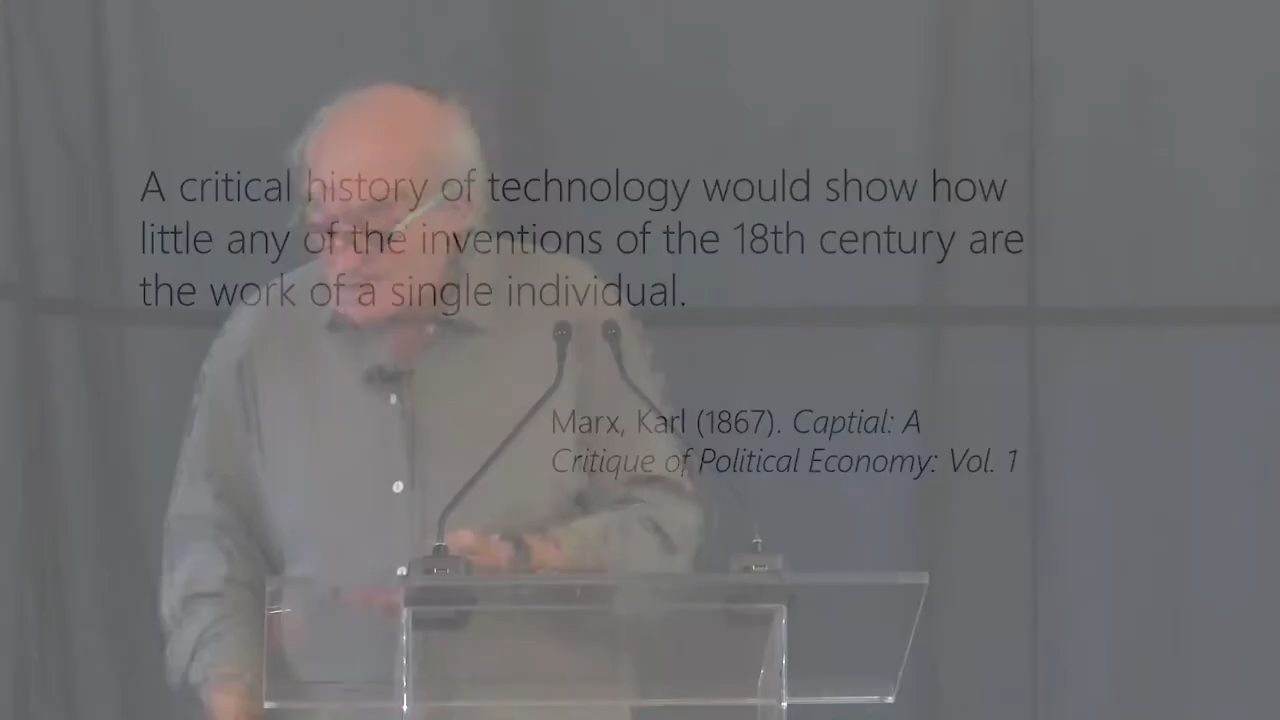 A critical history of technology would show how
little any of the inventions of the 18th century are
the work of a single individual.
Marx, Karl (1867). Captial: A
Critique of Political Economy: Vol. 1